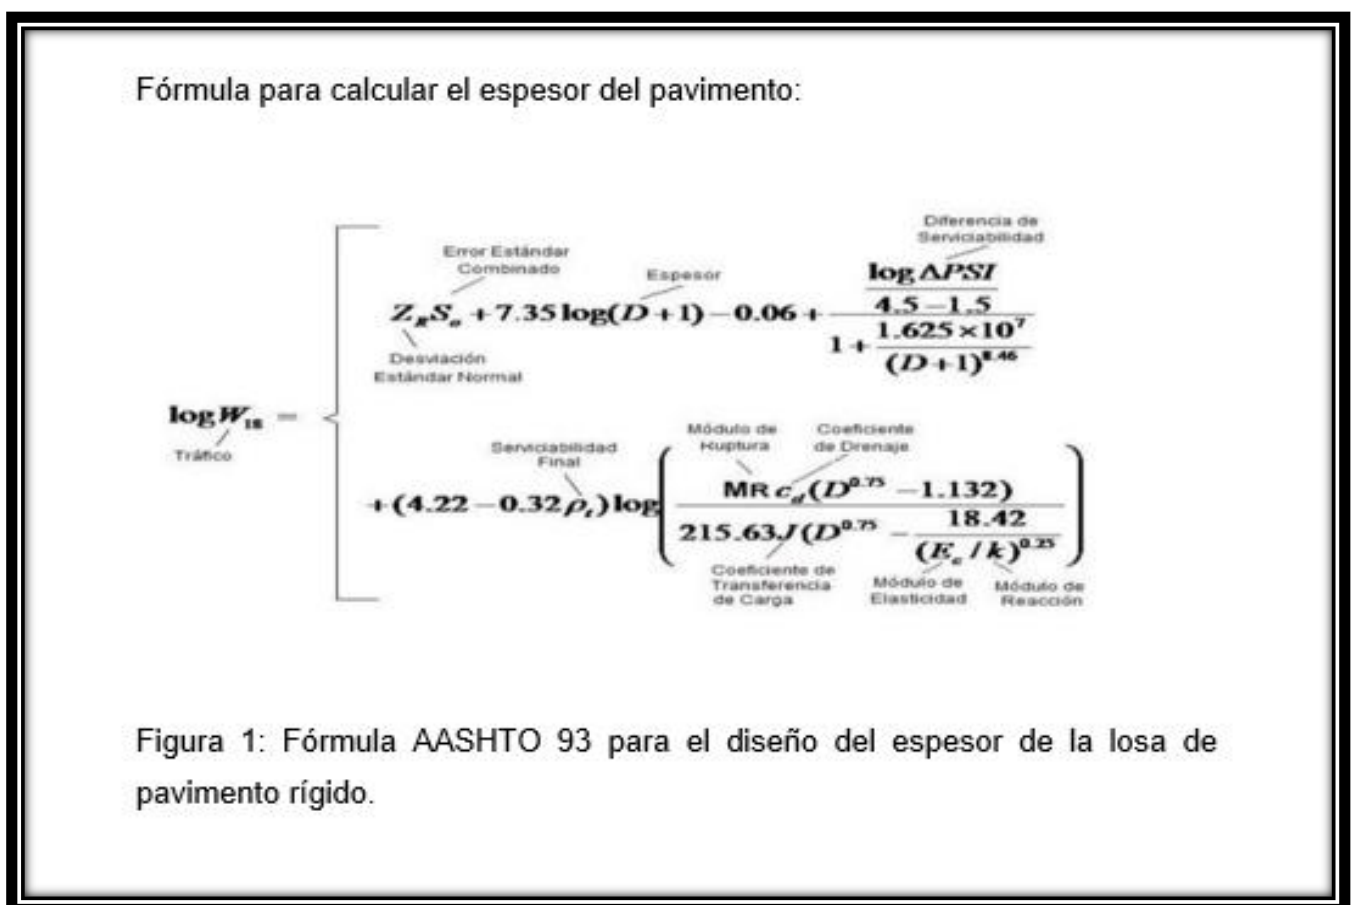 Fórmula para calcular el espesor del pavimento:
Diferencia de
Serviciabilidad
Error Estándar
Combinado
Espesor
log ΔPSI
4.5 – 1.5
Z_R S_o + 7.35 log(D + 1) – 0.06 +
1 + 1.625 × 10^7
(D + 1)^8.46
Desviación
Estándar Normal
log W_18 =
Tráfico
Serviciabilidad
Final
Módulo de
Ruptura
Coeficiente
de Drenaje
+ (4.22 – 0.32 ρ_t) log
MR c_d (D^0.75 – 1.132)
215.63 J (D^0.75 – 18.42
(E_c / k)^0.25
Coeficiente de
Transferencia
de Carga
Módulo de
Elasticidad
Módulo de
Reacción
Figura 1: Fórmula AASHTO 93 para el diseño del espesor de la losa de
pavimento rígido.